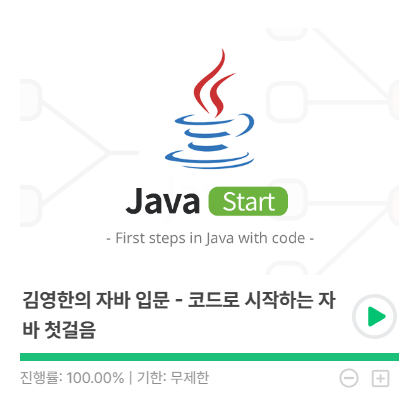 Java Start
- First steps in Java with code -
김영한의 자바 입문 - 코드로 시작하는 자
바 첫걸음
진행률: 100.00% | 기한: 무제한